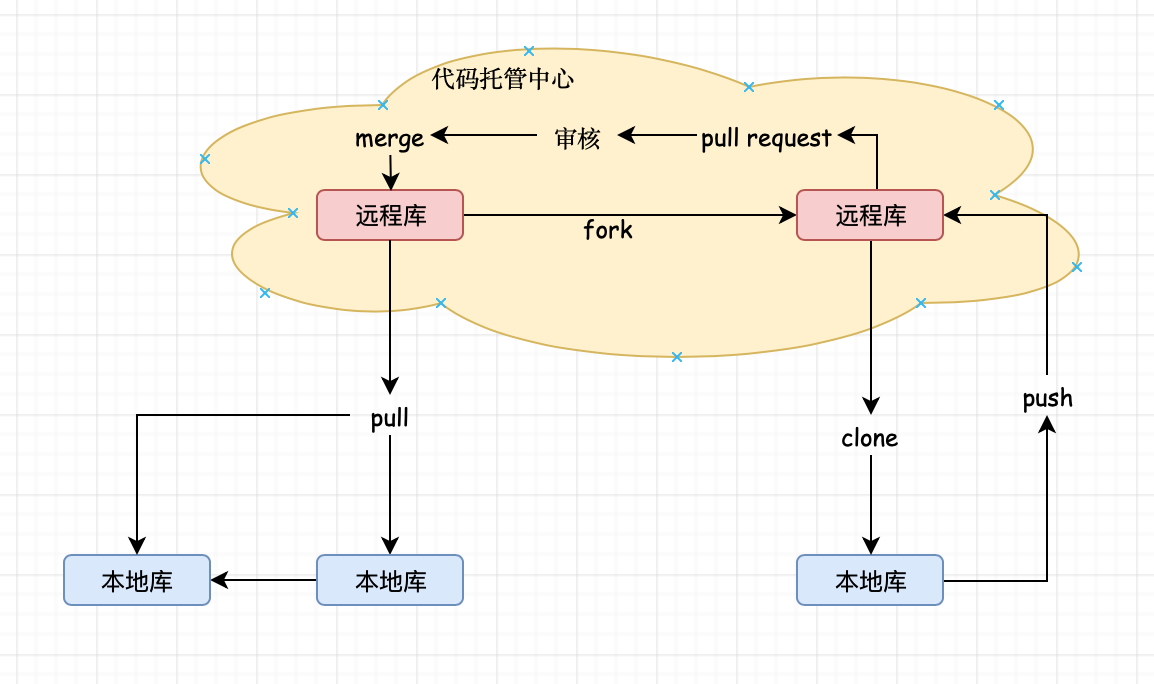 代码托管中心
merge
审核
pull request
远程库
远程库
fork
pull
push
clone
本地库
本地库
本地库